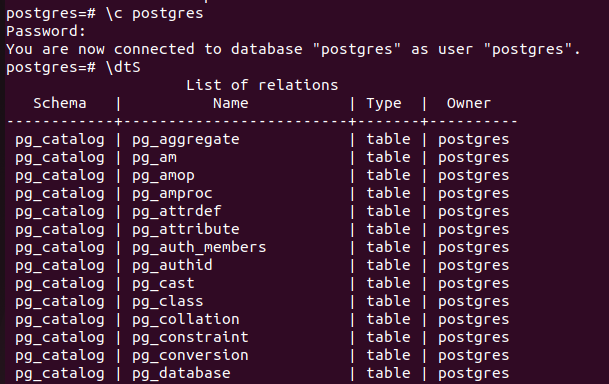 postgres=# \c postgres
Password:
You are now connected to database "postgres" as user "postgres".
postgres=# \dtS
List of relations
Schema | Name | Type | Owner
------------+-------------------------+-------+----------
pg_catalog | pg_aggregate | table | postgres
pg_catalog | pg_am | table | postgres
pg_catalog | pg_amop | table | postgres
pg_catalog | pg_amproc | table | postgres
pg_catalog | pg_attrdef | table | postgres
pg_catalog | pg_attribute | table | postgres
pg_catalog | pg_auth_members | table | postgres
pg_catalog | pg_authid | table | postgres
pg_catalog | pg_cast | table | postgres
pg_catalog | pg_class | table | postgres
pg_catalog | pg_collation | table | postgres
pg_catalog | pg_constraint | table | postgres
pg_catalog | pg_conversion | table | postgres
pg_catalog | pg_database | table | postgres